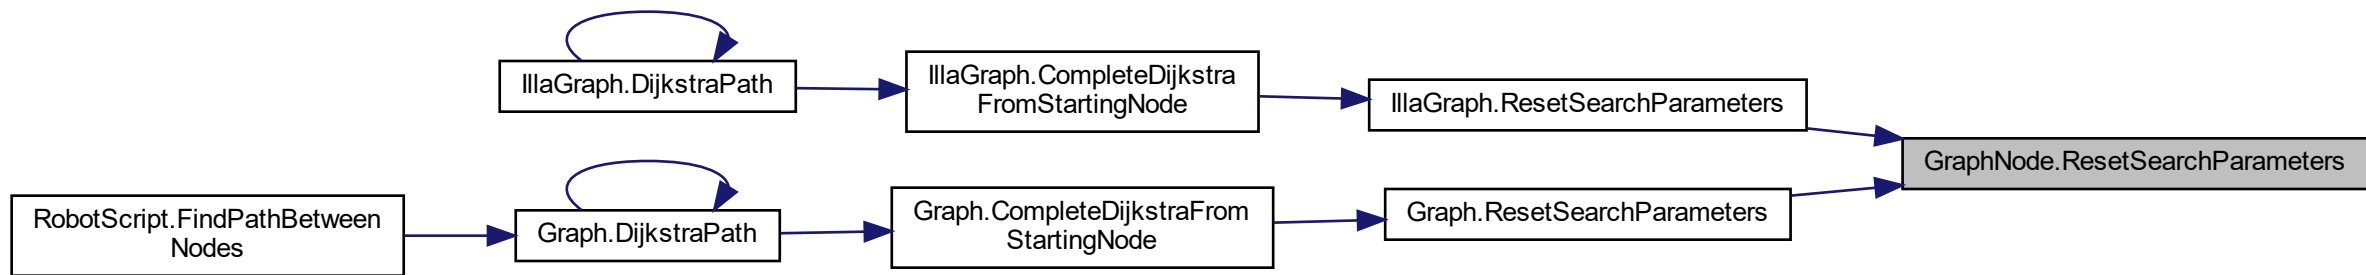 IllaGraph.DijkstraPath
IllaGraph.CompleteDijkstra
FromStartingNode
IllaGraph.ResetSearchParameters
GraphNode.ResetSearchParameters
RobotScript.FindPathBetween
Nodes
Graph.DijkstraPath
Graph.CompleteDijkstraFrom
StartingNode
Graph.ResetSearchParameters